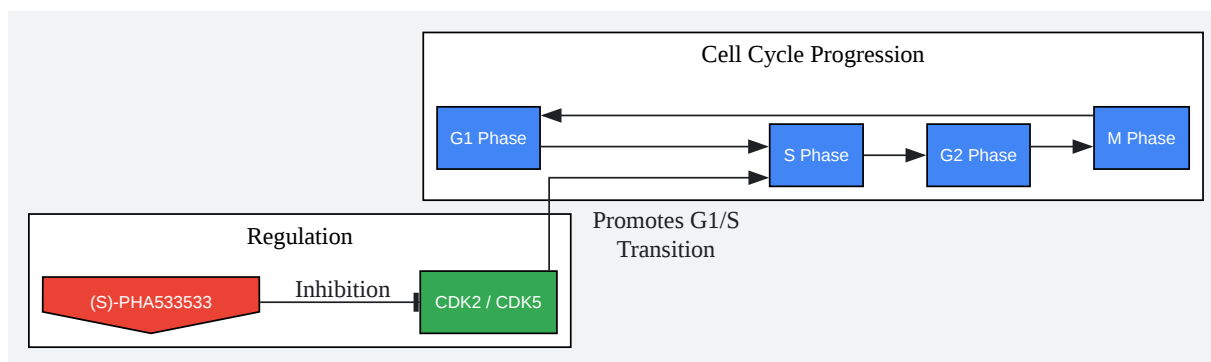 Cell Cycle Progression
G1 Phase
S Phase
G2 Phase
M Phase
Promotes G1/S
Transition
Regulation
(S)-PHA533533
Inhibition
CDK2 / CDK5